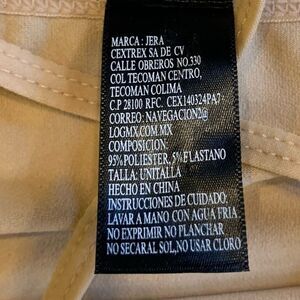 MARCA: JERA
CEXTREX SA DE CV
CALLE OBREROS NO.330
COL TECOMAN CENTRO,
TECOMAN COLIMA
C.P 28100 RFC. CEX140324PA7
CORREO: NAVEGACION2@
LOGMX.COM.MX
COMPOSICION:
95%POLIESTER, 5%ELASTANO
TALLA: UNITALLA
HECHO EN CHINA
INSTRUCCIONES DE CUIDADO:
LAVAR A MANO CON AGUA FRIA
NO EXPRIMIR NO PLANCHAR
NO SECARAL SOL,NO USAR CLORO